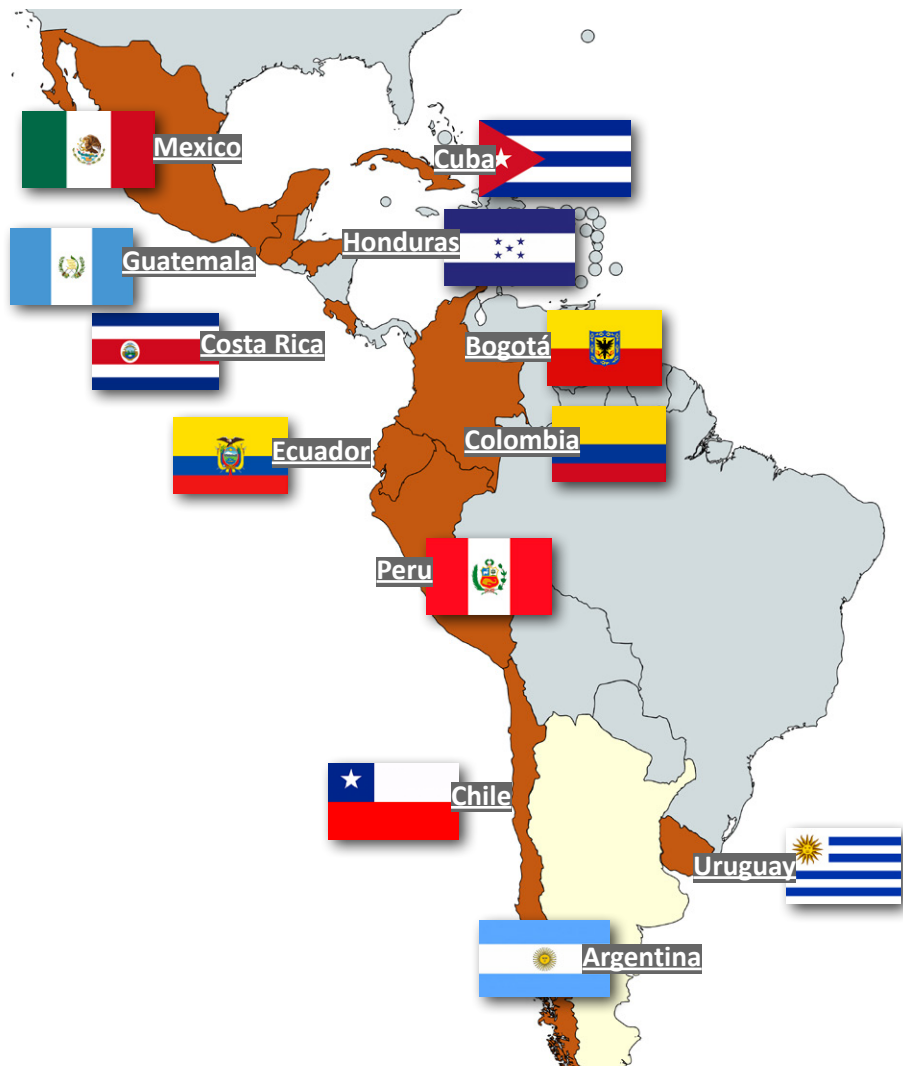 Mexico
Cuba
Honduras
Guatemala
Costa Rica
Bogotá
Colombia
Ecuador
Peru
Chile
Uruguay
Argentina